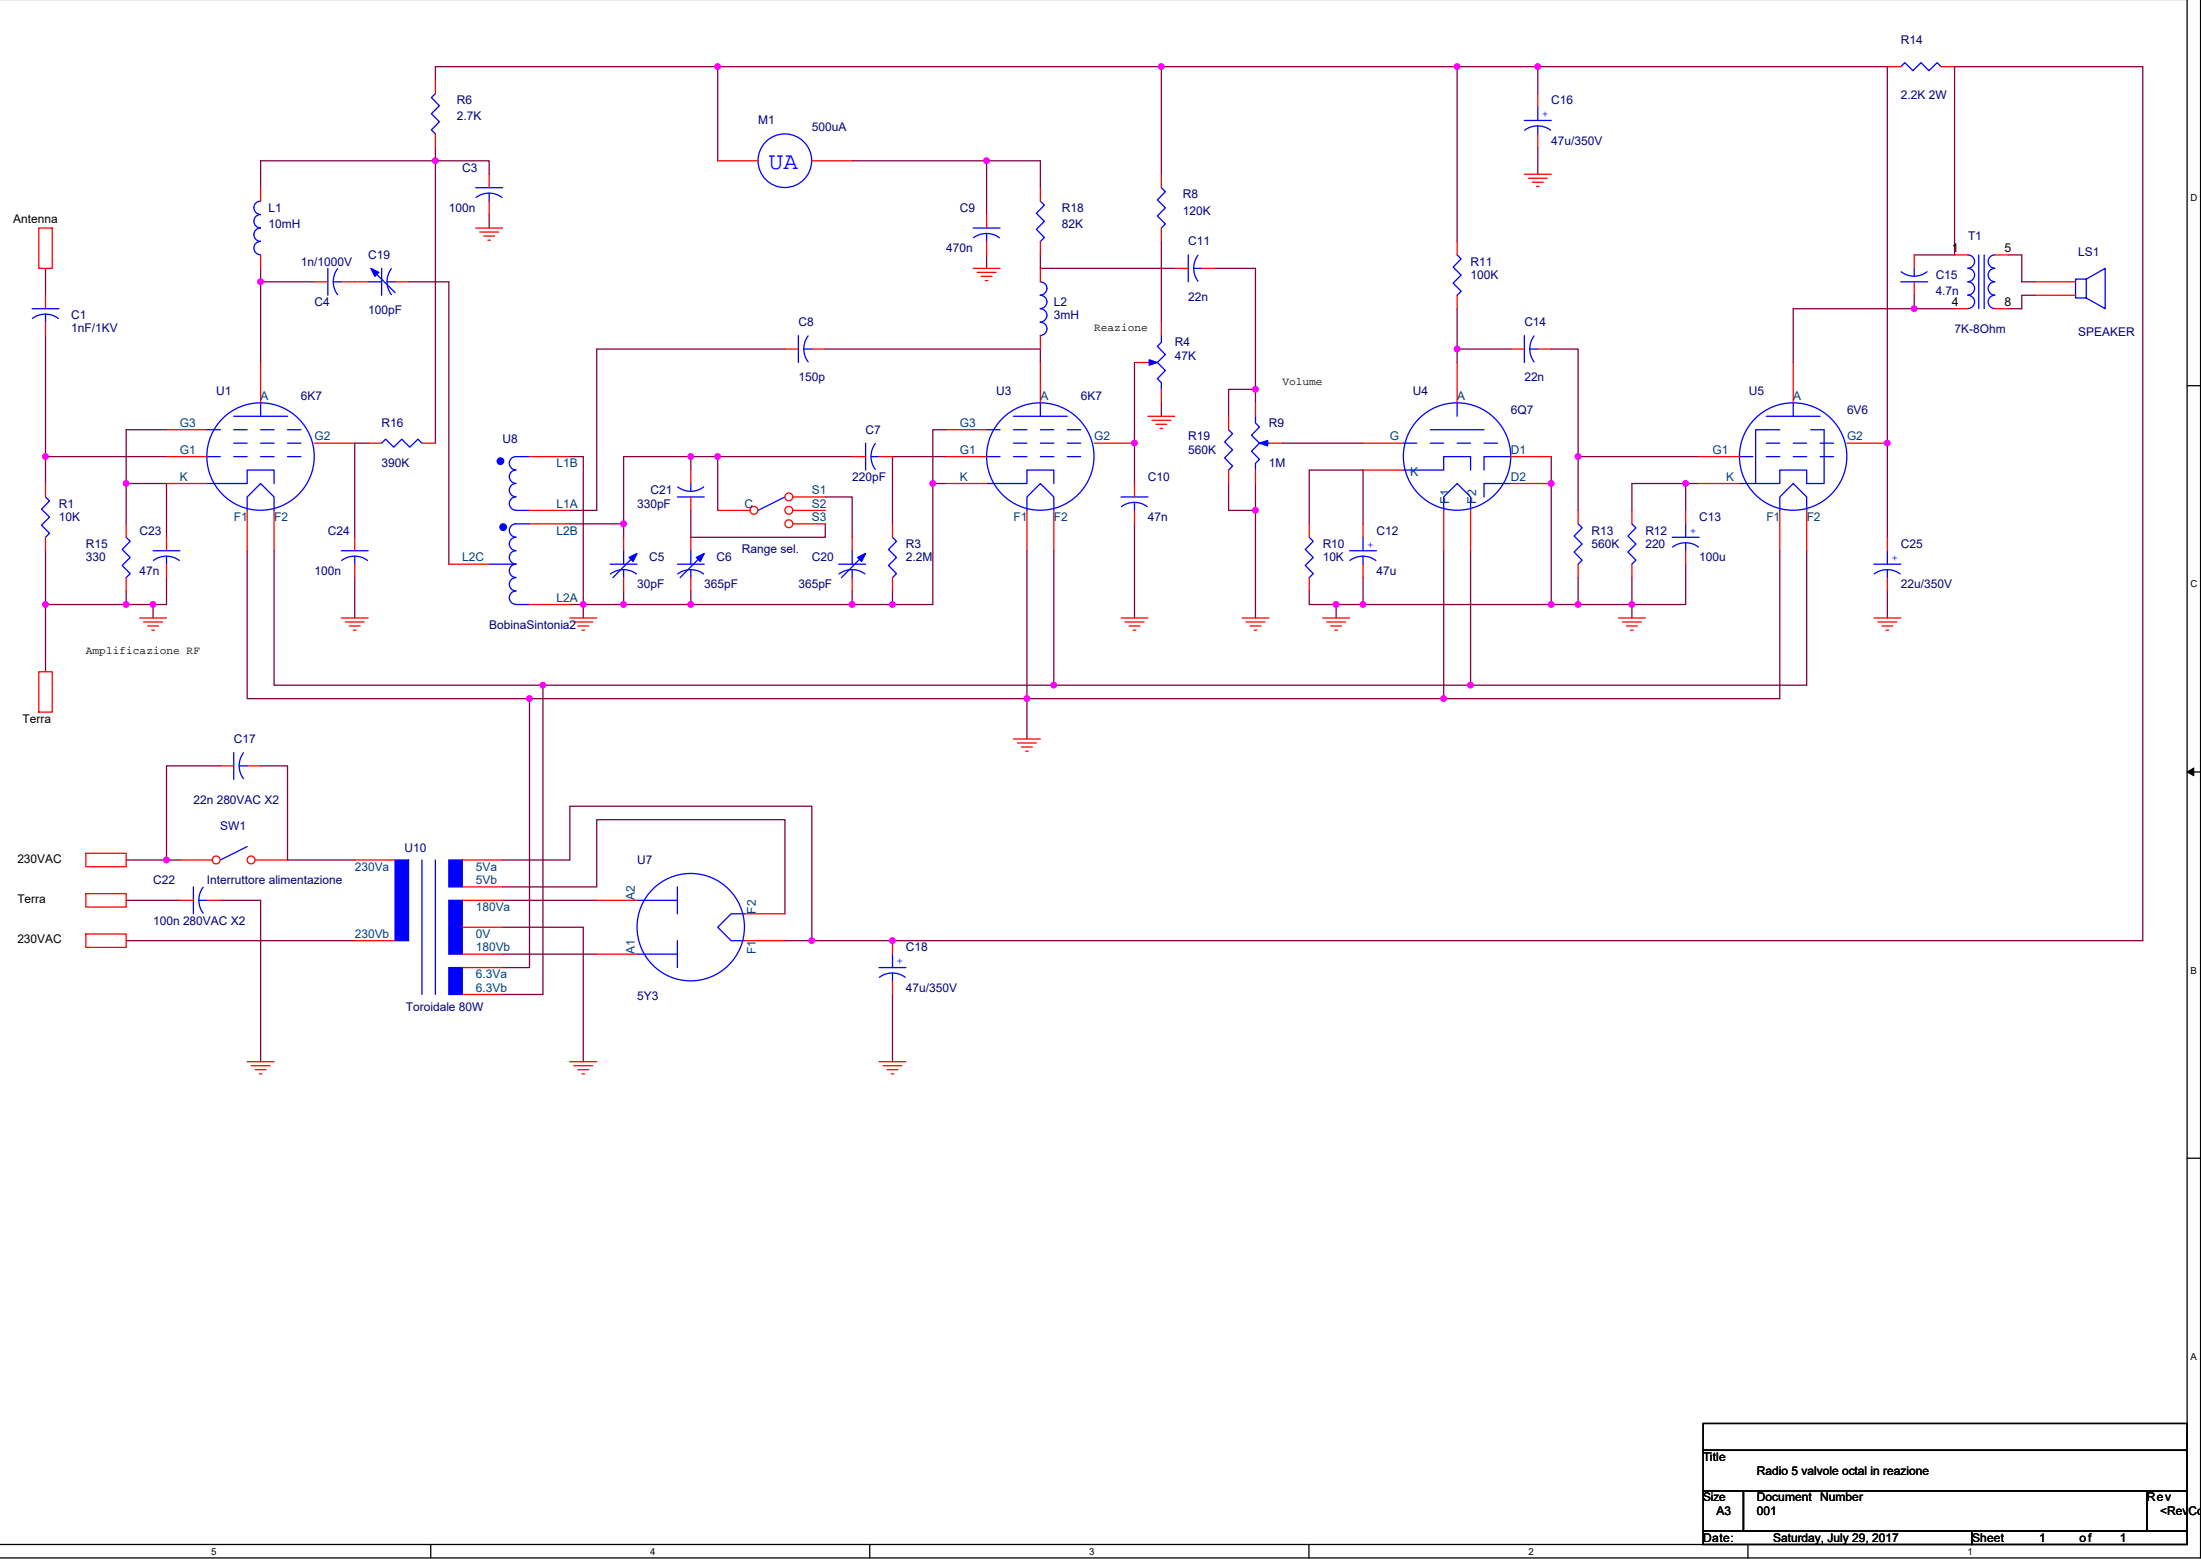 R14
2.2K 2W
R6
2.7K
M1
500uA
C16
47u/350V
C3
100n
L1
10mH
Antenna
C9
470n
R18
82K
R8
120K
D
C11
22n
T1
1
5
4
8
LS1
SPEAKER
C15
4.7n
7K-8Ohm
1n/1000V
C4
C19
100pF
R11
100K
L2
3mH
C1
1nF/1KV
C8
150p
Reazione
R4
47K
C14
22n
Volume
U1
6K7
A
G3
G1
K
G2
F1
F2
R16
390K
U3
6K7
A
G3
G1
K
G2
F1
F2
U4
6Q7
A
G
K
D1
D2
F1
F2
U5
6V6
A
G1
K
G2
F1
F2
U8
L1B
L1A
L2B
L2C
L2A
BobinaSintonia2
C7
220pF
C21
330pF
C
S1
S2
S3
Range sel.
R19
560K
R9
1M
C10
47n
R1
10K
R15
330
C23
47n
C24
100n
C5
30pF
C6
365pF
C20
365pF
R3
2.2M
R10
10K
C12
47u
R13
560K
R12
220
C13
100u
C25
22u/350V
C
Amplificazione RF
Terra
C17
22n 280VAC X2
SW1
Interruttore alimentazione
230VAC
C22
100n 280VAC X2
Terra
230VAC
U10
230Va
230Vb
5Va
5Vb
180Va
0V
180Vb
6.3Va
6.3Vb
Toroidale 80W
U7
A2
A1
F2
F1
5Y3
C18
47u/350V
B
A
UA
Title
Radio 5 valvole octal in reazione
Size
A3
Document Number
001
Rev
<RevCo
Date:
Saturday, July 29, 2017
Sheet 1 of 1
5
4
3
2
1